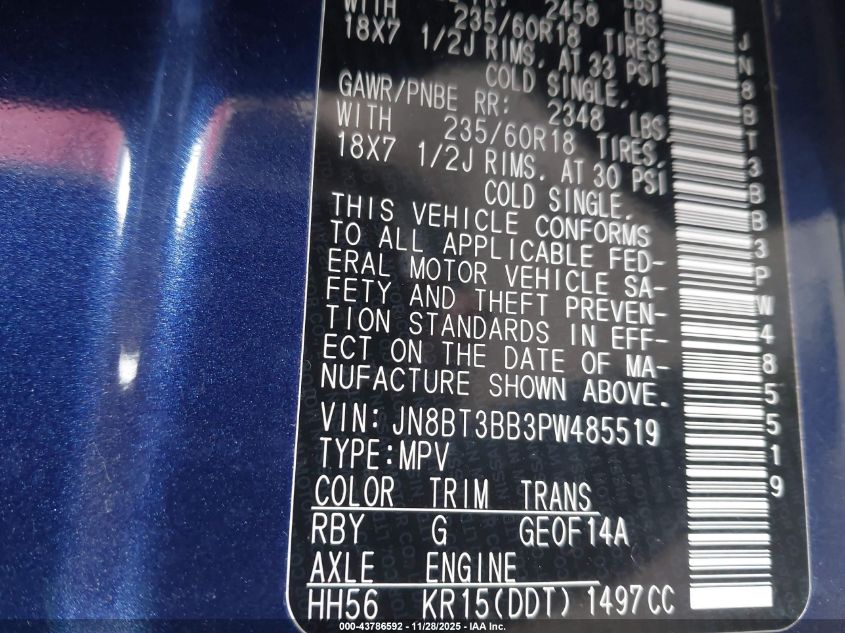 2458 LBS
WITH 235/60R18 TIRES,
18X7 1/2J RIMS, AT 33 PSI
COLD SINGLE.
GAWR/PNBE RR: 2348 LBS
WITH 235/60R18 TIRES,
18X7 1/2J RIMS, AT 30 PSI
COLD SINGLE.
THIS VEHICLE CONFORMS
TO ALL APPLICABLE FED-
ERAL MOTOR VEHICLE SA-
FETY AND THEFT PREVEN-
TION STANDARDS IN EFF-
ECT ON THE DATE OF MA-
NUFACTURE SHOWN ABOVE.
VIN: JN8BT3BB3PW485519
TYPE:MPV
COLOR TRIM TRANS
RBY G GEOF14A
AXLE ENGINE
HH56 KR15(DDT) 1497CC
JN8BT3BB3PW485519
000-43786592 - 11/28/2025 - IAA Inc.